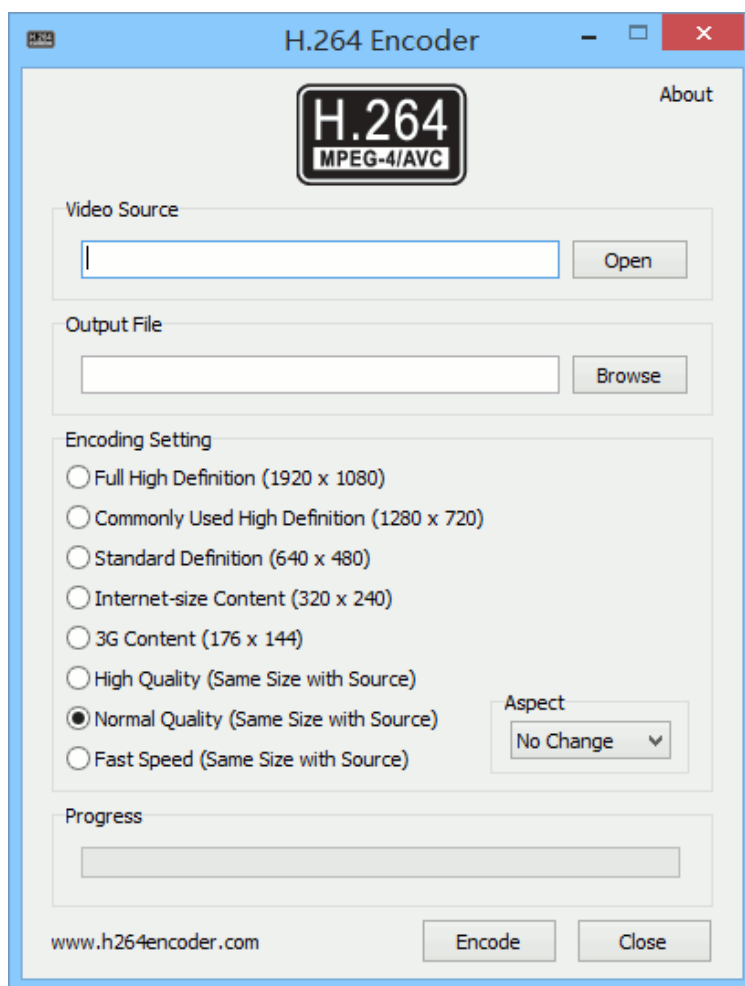 H.264
H.264 Encoder
About
H.264
MPEG-4/AVC
Video Source
Open
Output File
Browse
Encoding Setting
Full High Definition (1920 x 1080)
Commonly Used High Definition (1280 x 720)
Standard Definition (640 x 480)
Internet-size Content (320 x 240)
3G Content (176 x 144)
High Quality (Same Size with Source)
Normal Quality (Same Size with Source)
Fast Speed (Same Size with Source)
Aspect
No Change
Progress
www.h264encoder.com
Encode
Close